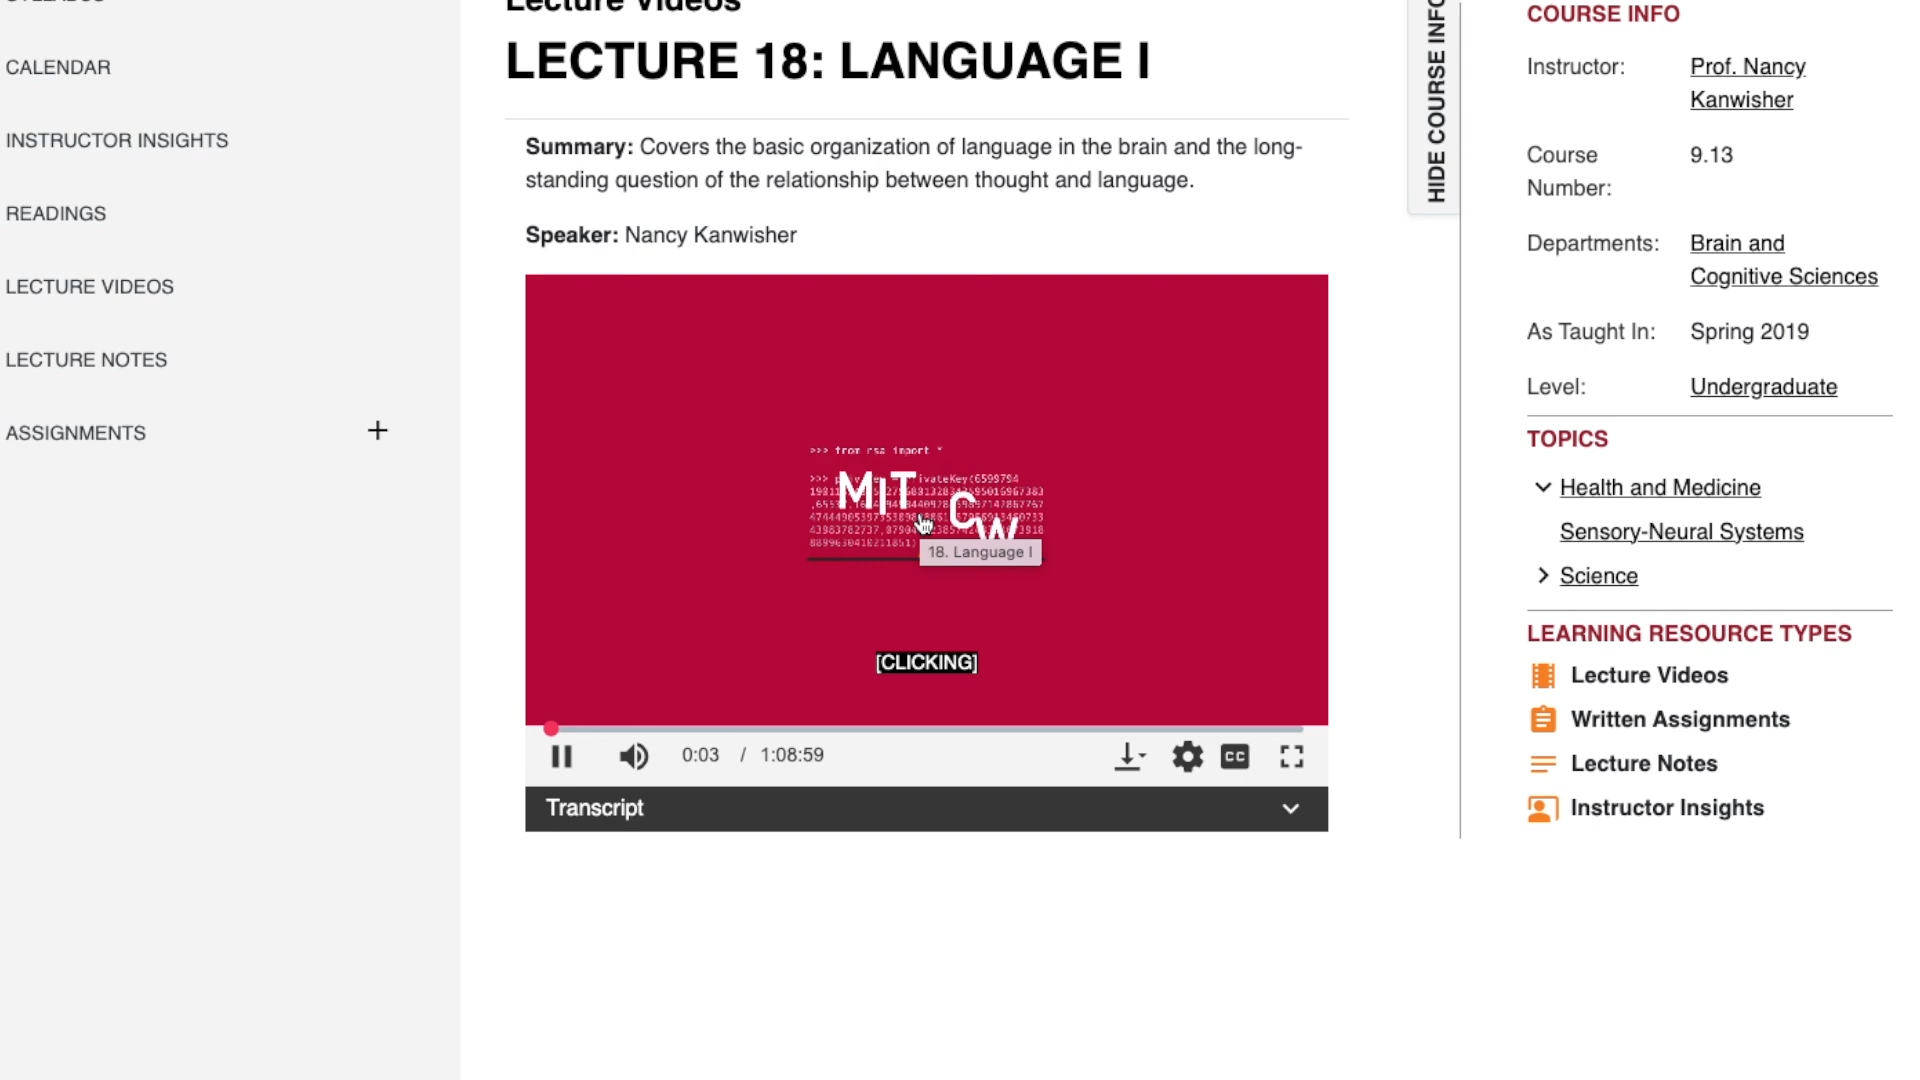 CALENDAR
INSTRUCTOR INSIGHTS
READINGS
LECTURE VIDEOS
LECTURE NOTES
ASSIGNMENTS
Lecture Videos
LECTURE 18: LANGUAGE I
Summary: Covers the basic organization of language in the brain and the long-
standing question of the relationship between thought and language.
Speaker: Nancy Kanwisher
>>> from rsa import *
MIT CW
18. Language I
[CLICKING]
0:03 / 1:08:59
CC
Transcript
HIDE COURSE INFO
COURSE INFO
Instructor: Prof. Nancy
Kanwisher
Course 9.13
Number:
Departments: Brain and
Cognitive Sciences
As Taught In: Spring 2019
Level: Undergraduate
TOPICS
Health and Medicine
Sensory-Neural Systems
Science
LEARNING RESOURCE TYPES
Lecture Videos
Written Assignments
Lecture Notes
Instructor Insights